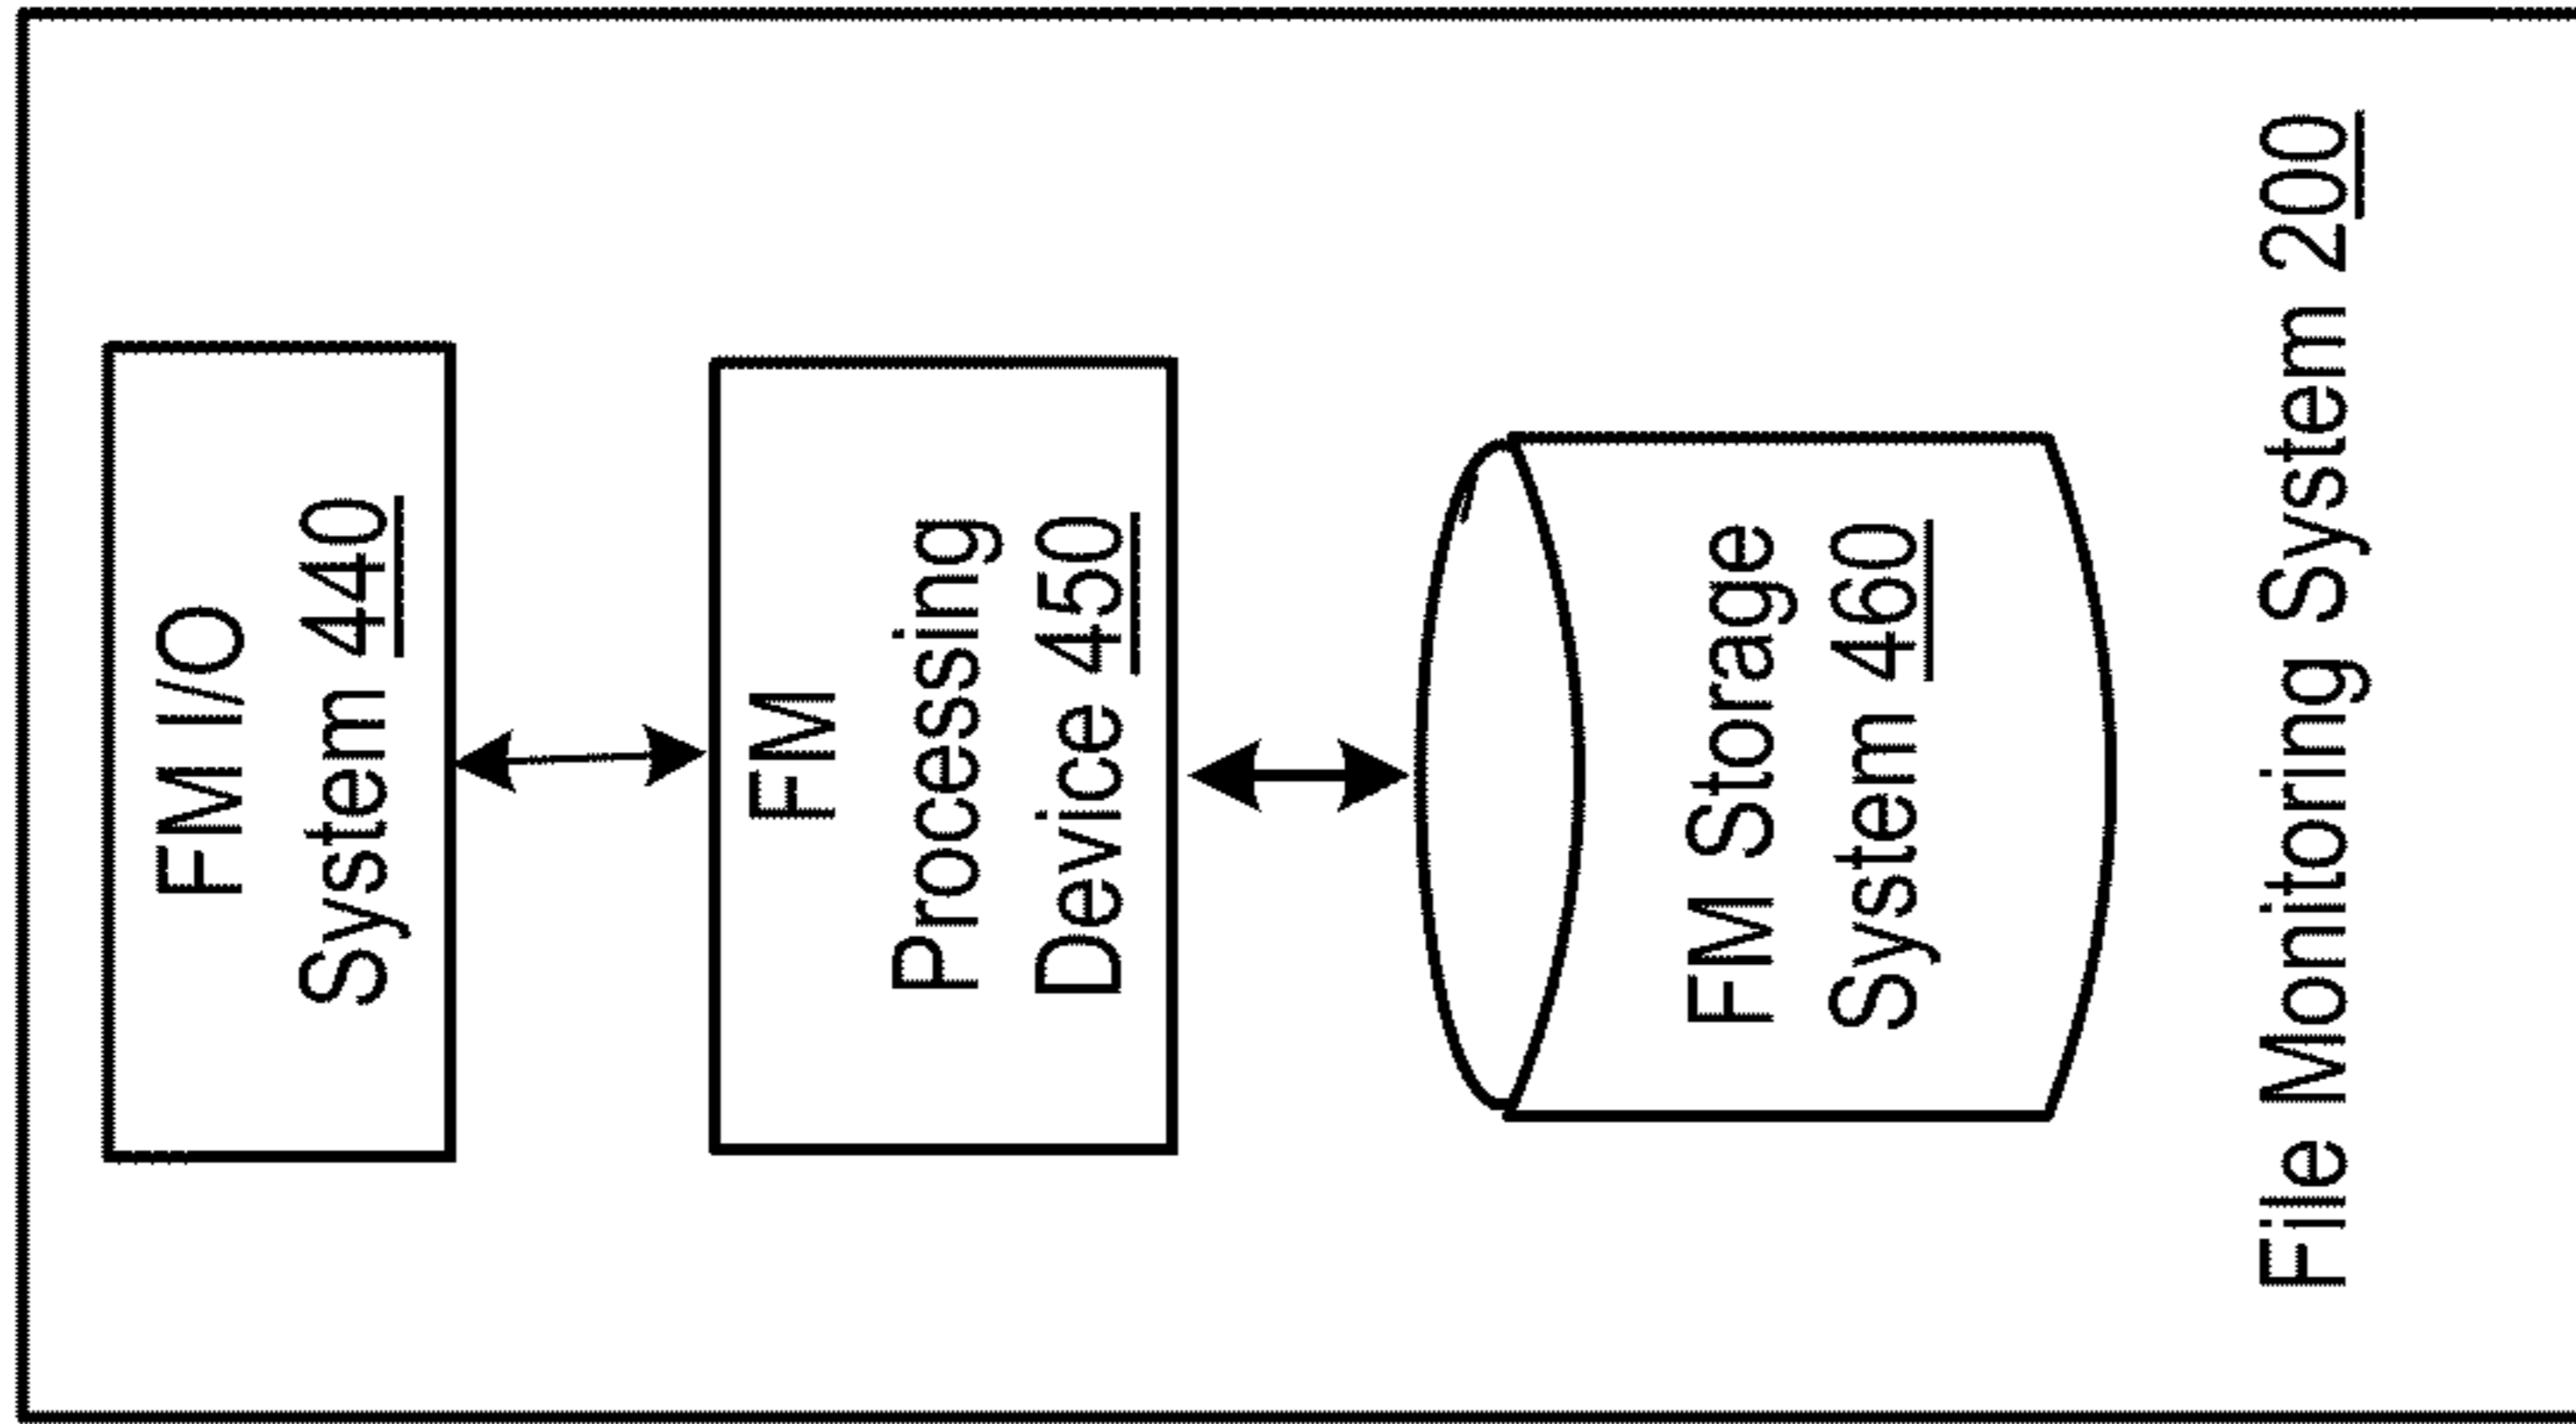 FM I/O
System 440
FM
Processing
Device 450
FM Storage
System 460
File Monitoring System 200